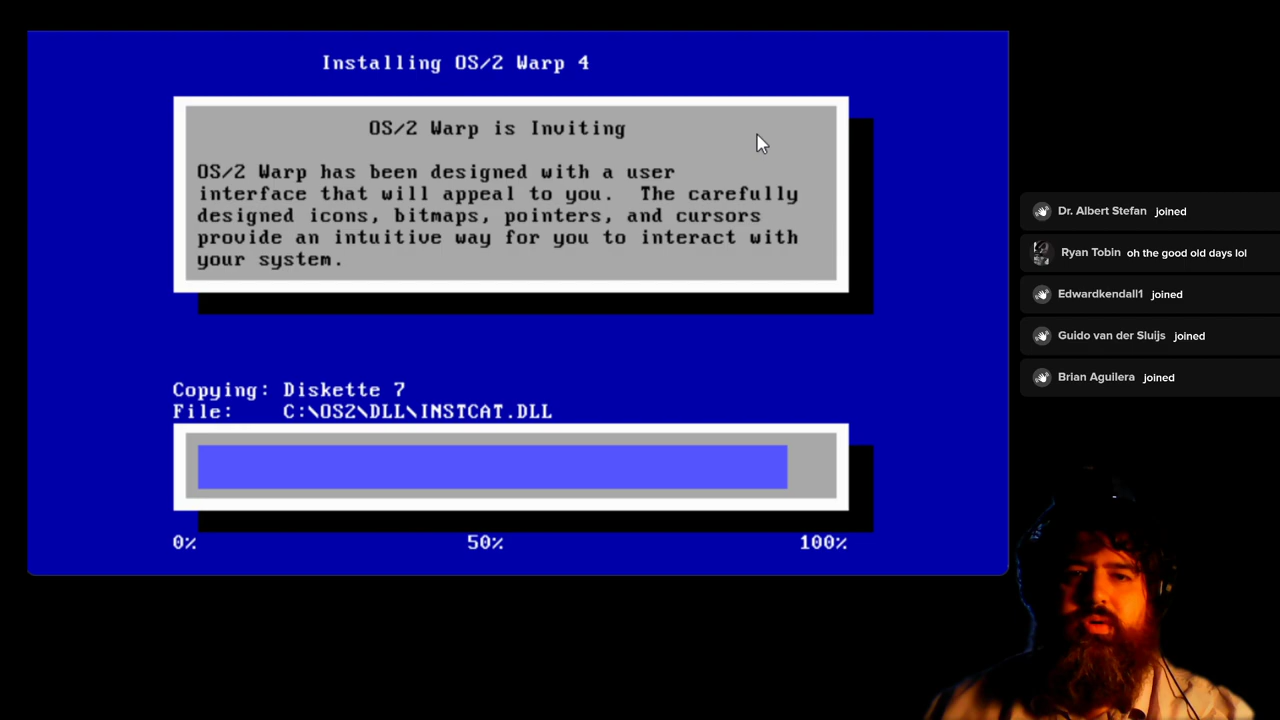 Installing OS/2 Warp 4
OS/2 Warp is Inviting
OS/2 Warp has been designed with a user
interface that will appeal to you.  The carefully
designed icons, bitmaps, pointers, and cursors
provide an intuitive way for you to interact with
your system.
Copying: Diskette 7
File:    C:\OS2\DLL\INSTCAT.DLL
0% 50% 100%
Dr. Albert Stefan joined
Ryan Tobin oh the good old days lol
Edwardkendall1 joined
Guido van der Sluijs joined
Brian Aguilera joined